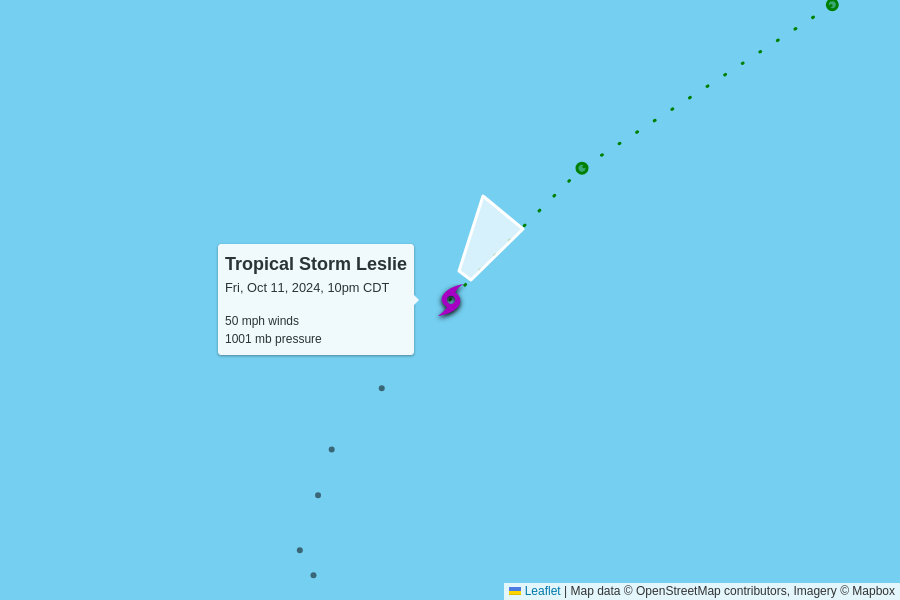 Tropical Storm Leslie
Fri, Oct 11, 2024, 10pm CDT
50 mph winds
1001 mb pressure
Leaflet | Map data © OpenStreetMap contributors, Imagery © Mapbox